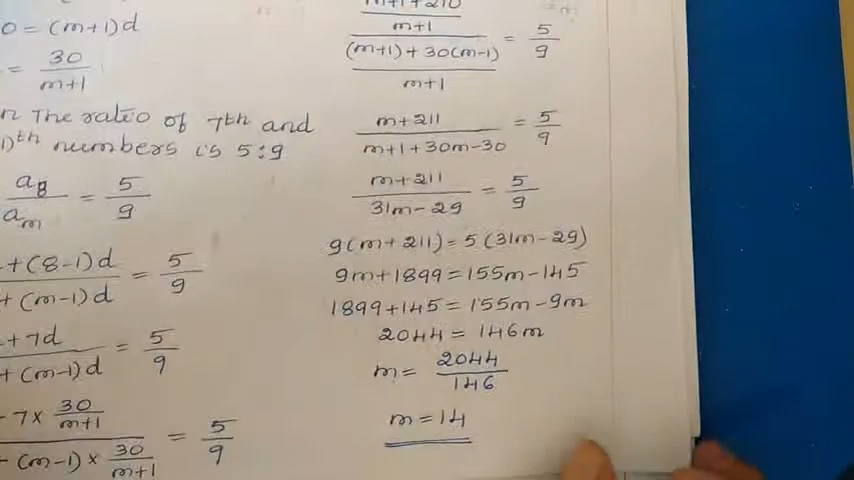 0 = (m+1)d
= 30/m+1
n The ratio of 7th and
1)th numbers is 5:9
a8/am = 5/9
+(8-1)d/+(m-1)d = 5/9
+7d/+(m-1)d = 5/9
7 × 30/m+1/(m-1) × 30/m+1 = 5/9
m+1+210/m+1/(m+1)+30(m-1)/m+1 = 5/9
m+211/m+1+30m-30 = 5/9
m+211/31m-29 = 5/9
9(m+211) = 5(31m-29)
9m+1899 = 155m-145
1899+145 = 155m-9m
2044 = 146m
m = 2044/146
m = 14